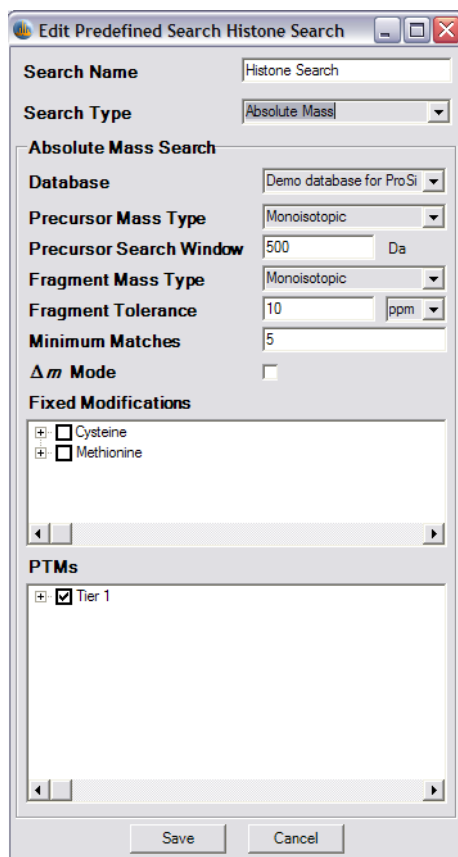 Edit Predefined Search Histone Search
Search Name Histone Search
Search Type Absolute Mass
Absolute Mass Search
Database Demo database for ProSi
Precursor Mass Type Monoisotopic
Precursor Search Window 500 Da
Fragment Mass Type Monoisotopic
Fragment Tolerance 10 ppm
Minimum Matches 5
Δm Mode
Fixed Modifications
Cysteine
Methionine
PTMs
Tier 1
Save Cancel